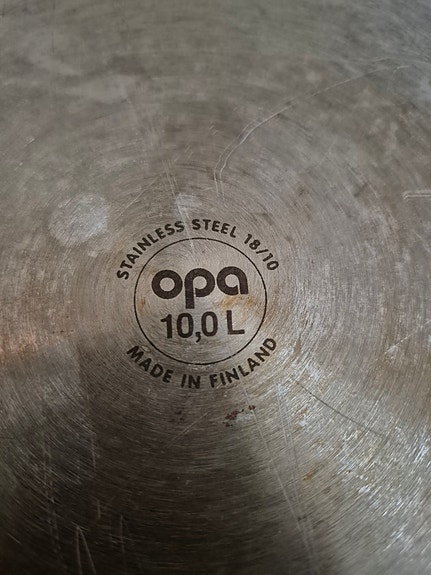 STAINLESS STEEL 18/10
opa
10,0 L
MADE IN FINLAND